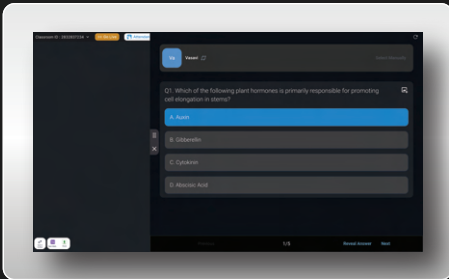 Vasan
Q1. Which of the following plant hormones is primarily responsible for promoting
cell elongation in stems?
A. Auxin
B. Gibberellin
C. Cytokinin
D. Abscisic Acid
1/5
Reveal Answer
Next